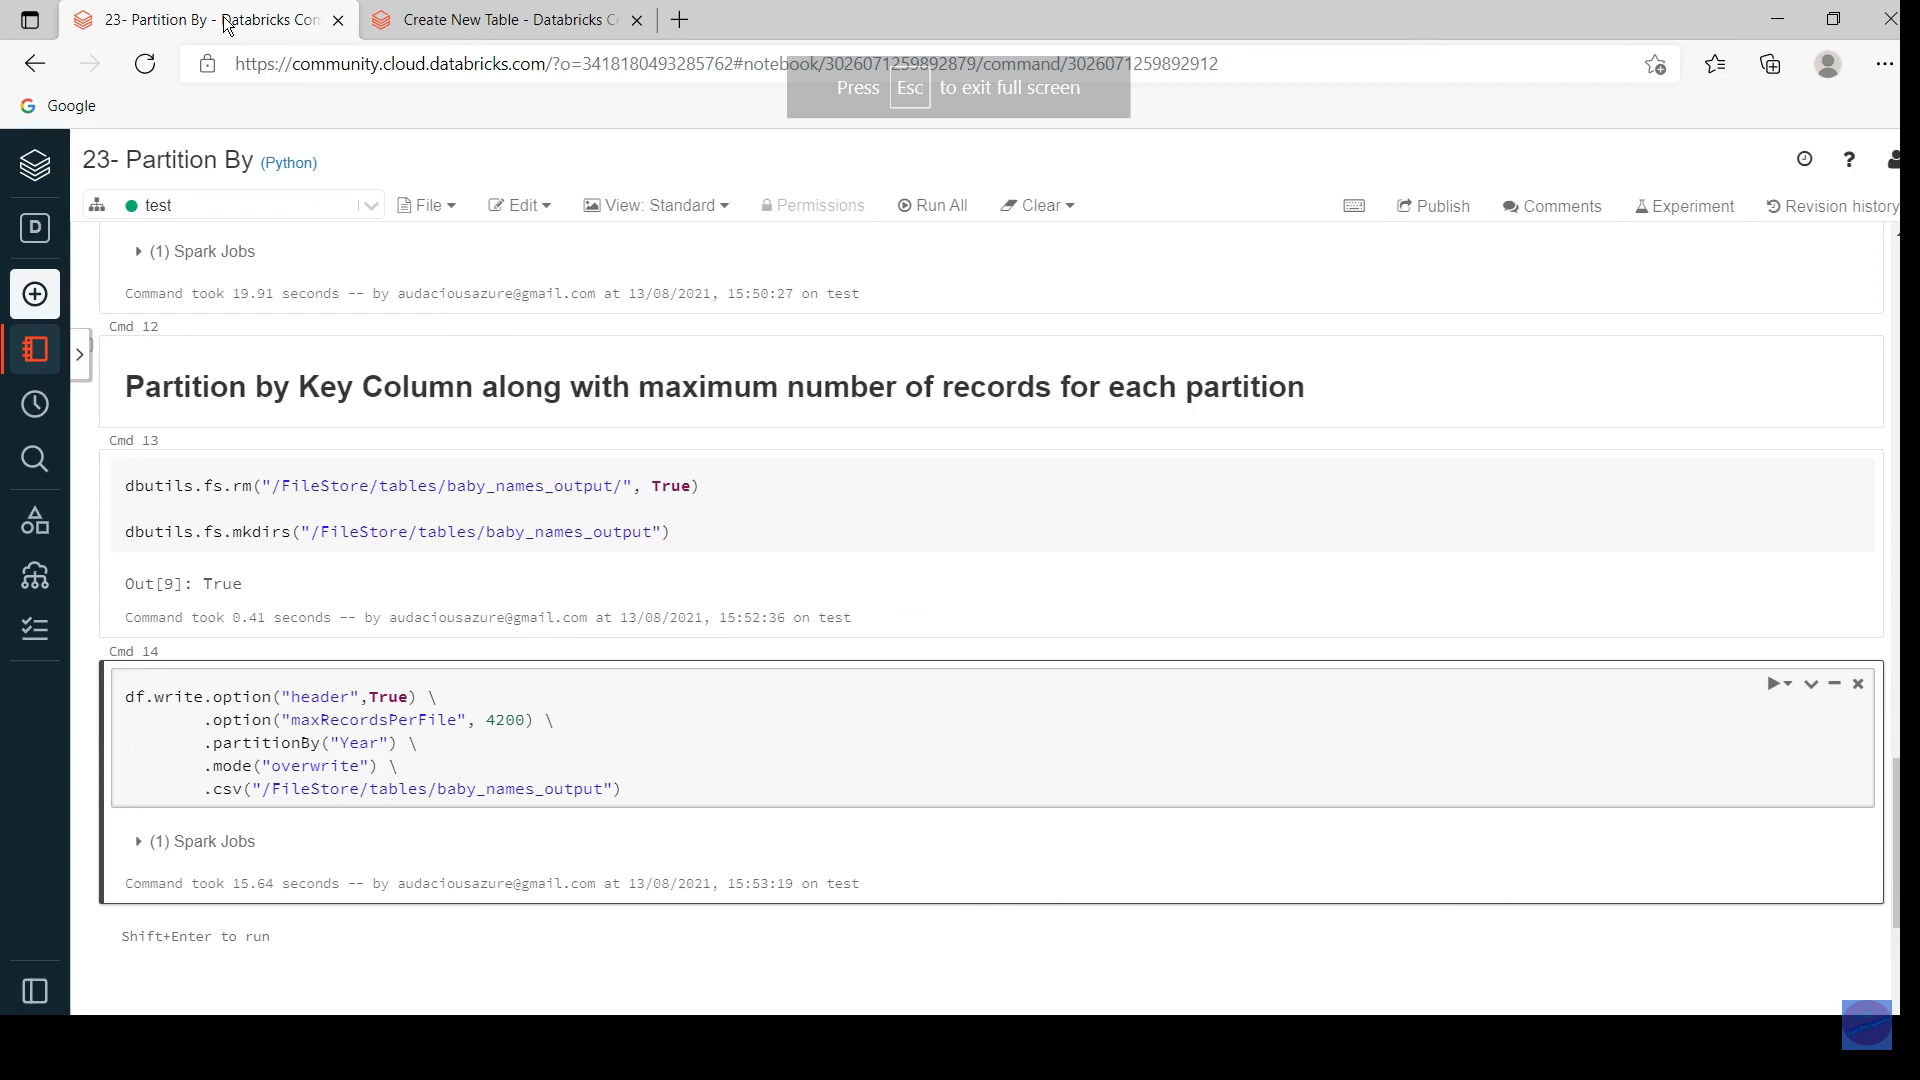 23- Partition By - Databricks Com
Create New Table - Databricks Co
https://community.cloud.databricks.com/?o=3418180493285762#notebook/3026071259892879/command/3026071259892912
Press Esc to exit full screen
Google
23- Partition By (Python)
test File Edit View: Standard Permissions Run All Clear Publish Comments Experiment Revision history
D
(1) Spark Jobs
Command took 19.91 seconds -- by audaciousazure@gmail.com at 13/08/2021, 15:50:27 on test
Cmd 12
Partition by Key Column along with maximum number of records for each partition
Cmd 13
dbutils.fs.rm("/FileStore/tables/baby_names_output/", True)
dbutils.fs.mkdirs("/FileStore/tables/baby_names_output")
Out[9]: True
Command took 0.41 seconds -- by audaciousazure@gmail.com at 13/08/2021, 15:52:36 on test
Cmd 14
df.write.option("header",True) \
.option("maxRecordsPerFile", 4200) \
.partitionBy("Year") \
.mode("overwrite") \
.csv("/FileStore/tables/baby_names_output")
(1) Spark Jobs
Command took 15.64 seconds -- by audaciousazure@gmail.com at 13/08/2021, 15:53:19 on test
Shift+Enter to run